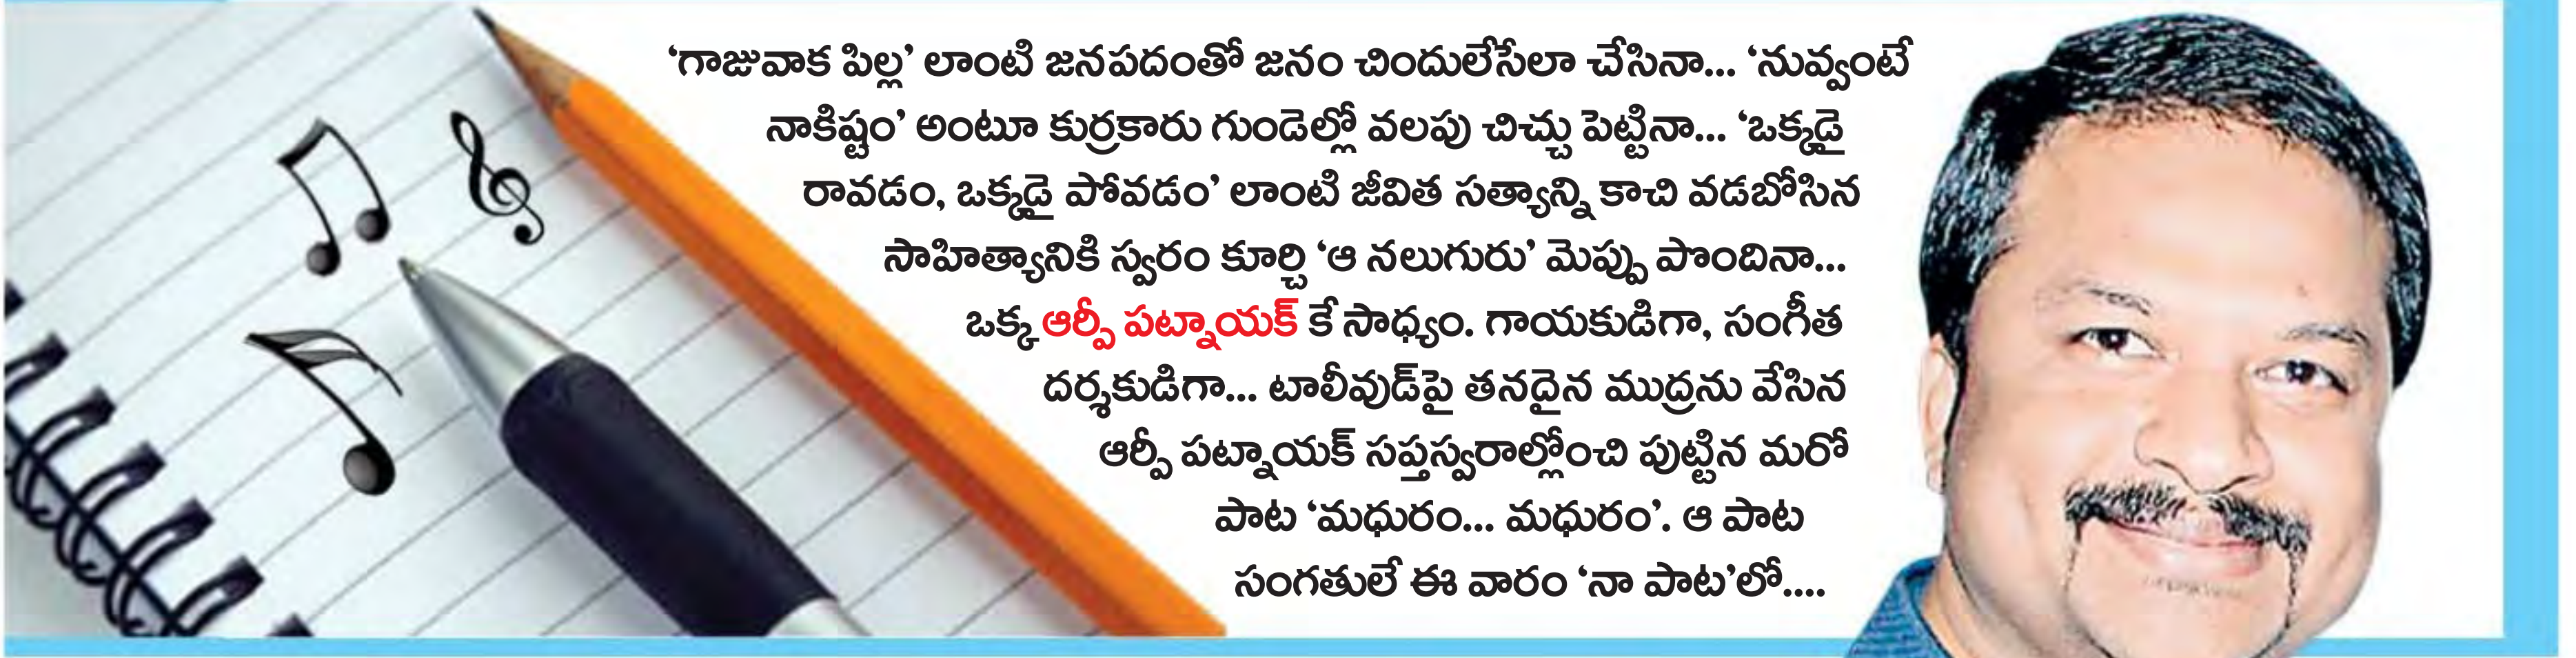 ‘గాజువాక పిల్ల’ లాంటి జనపదంతో జనం చిందులేసేలా చేసినా... ‘నువ్వంటే
నాకిష్టం’ అంటూ కుర్రకారు గుండెల్లో వలపు చిచ్చు పెట్టినా... ‘ఒక్కడై
రావడం, ఒక్కడై పోవడం’ లాంటి జీవిత సత్యాన్ని కాచి వడబోసిన
సాహిత్యానికి స్వరం కూర్చి ‘ఆ నలుగురు’ మెప్పు పొందినా...
ఒక్క ఆర్పీ పట్నాయక్ కే సాధ్యం. గాయకుడిగా, సంగీత
దర్శకుడిగా... టాలీవుడ్‌పై తనదైన ముద్రను వేసిన
ఆర్పీ పట్నాయక్ సప్తస్వరాల్లోంచి పుట్టిన మరో
పాట ‘మధురం... మధురం’. ఆ పాట
సంగతులే ఈ వారం ‘నా పాట’లో....